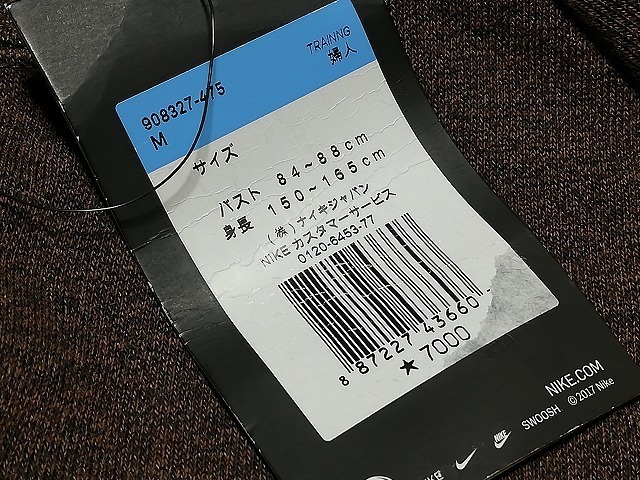 TRAINNG
婦人
908327-475
M
サイズ
バスト 84~88cm
身長 150~165cm
(株)ナイキジャパン
NIKE カスタマーサービス
0120-6453-77
8 87227 43660
★7000
NIKE.COM
SWOOSH © 2017 Nike
NIKE